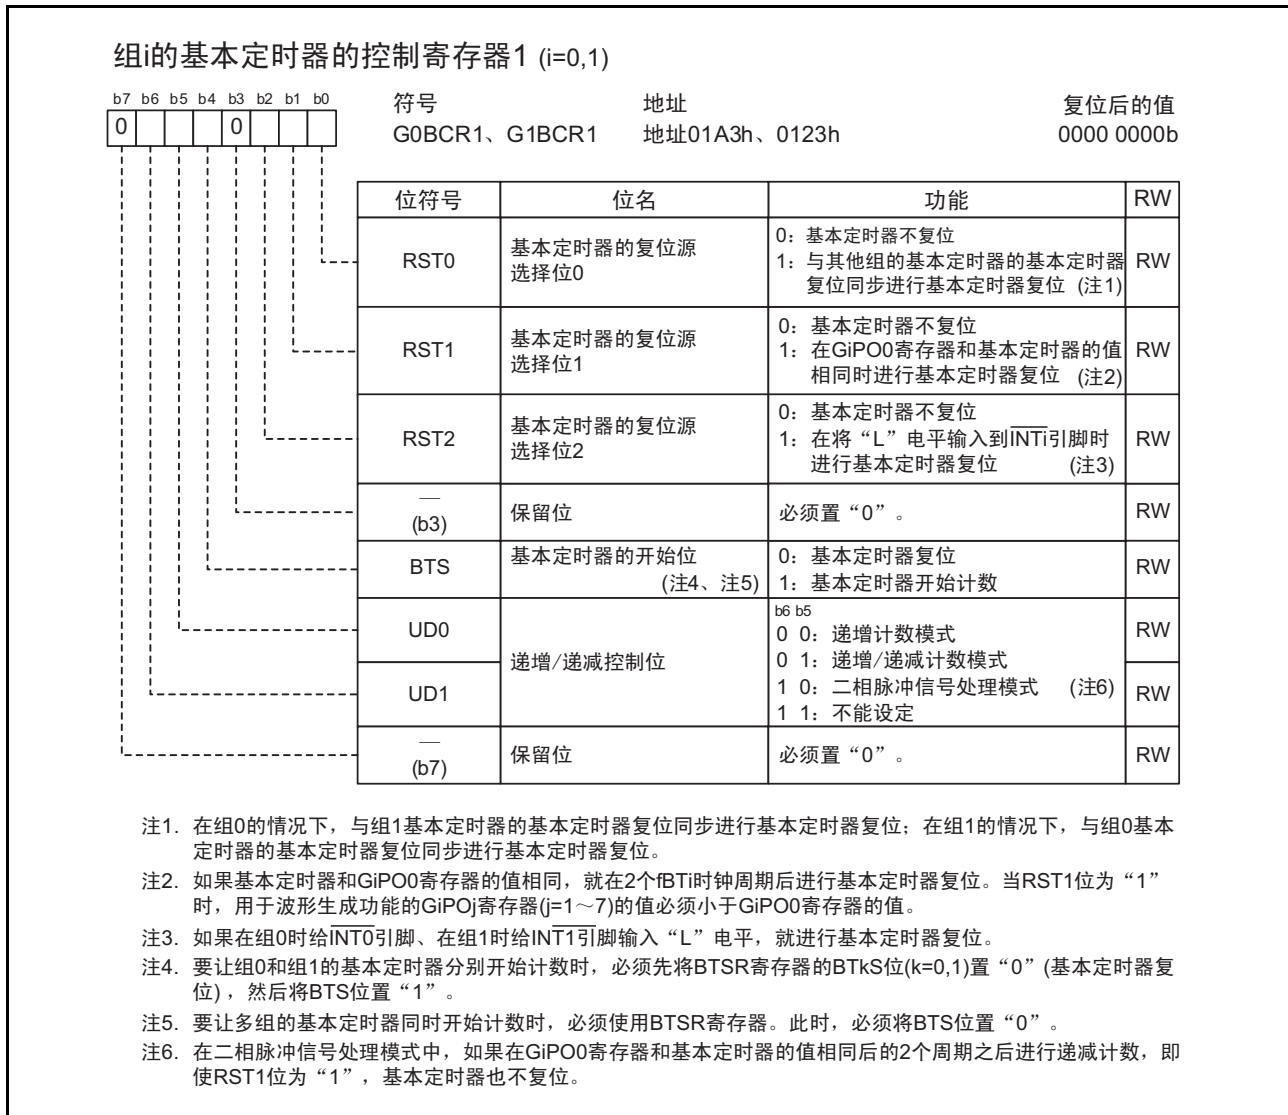 组i的基本定时器的控制寄存器1 (i=0,1)
b7 b6 b5 b4 b3 b2 b1 b0
0 0
符号 地址 复位后的值
G0BCR1、G1BCR1 地址01A3h、0123h 0000 0000b
位符号 位名 功能 RW
RST0 基本定时器的复位源
选择位0
0：基本定时器不复位
1：与其他组的基本定时器的基本定时器
复位同步进行基本定时器复位 (注1)
RW
RST1 基本定时器的复位源
选择位1
0：基本定时器不复位
1：在GiPO0寄存器和基本定时器的值
相同时进行基本定时器复位 (注2)
RW
RST2 基本定时器的复位源
选择位2
0：基本定时器不复位
1：在将“L”电平输入到INTi引脚时
进行基本定时器复位 (注3)
RW
—
(b3)
保留位 必须置“0”。 RW
BTS 基本定时器的开始位
(注4、注5)
0：基本定时器复位
1：基本定时器开始计数
RW
UD0
UD1
递增/递减控制位
b6 b5
0 0：递增计数模式
0 1：递增/递减计数模式
1 0：二相脉冲信号处理模式 (注6)
1 1：不能设定
RW
RW
—
(b7)
保留位 必须置“0”。 RW
注1. 在组0的情况下，与组1基本定时器的基本定时器复位同步进行基本定时器复位；在组1的情况下，与组0基本
定时器的基本定时器复位同步进行基本定时器复位。
注2. 如果基本定时器和GiPO0寄存器的值相同，就在2个fBTi时钟周期后进行基本定时器复位。当RST1位为“1”
时，用于波形生成功能的GiPOj寄存器(j=1～7)的值必须小于GiPO0寄存器的值。
注3. 如果在组0时给INT0引脚、在组1时给INT1引脚输入“L”电平，就进行基本定时器复位。
注4. 要让组0和组1的基本定时器分别开始计数时，必须先将BTSR寄存器的BTkS位(k=0,1)置“0”(基本定时器复
位)，然后将BTS位置“1”。
注5. 要让多组的基本定时器同时开始计数时，必须使用BTSR寄存器。此时，必须将BTS位置“0”。
注6. 在二相脉冲信号处理模式中，如果在GiPO0寄存器和基本定时器的值相同后的2个周期之后进行递减计数，即
使RST1位为“1”，基本定时器也不复位。